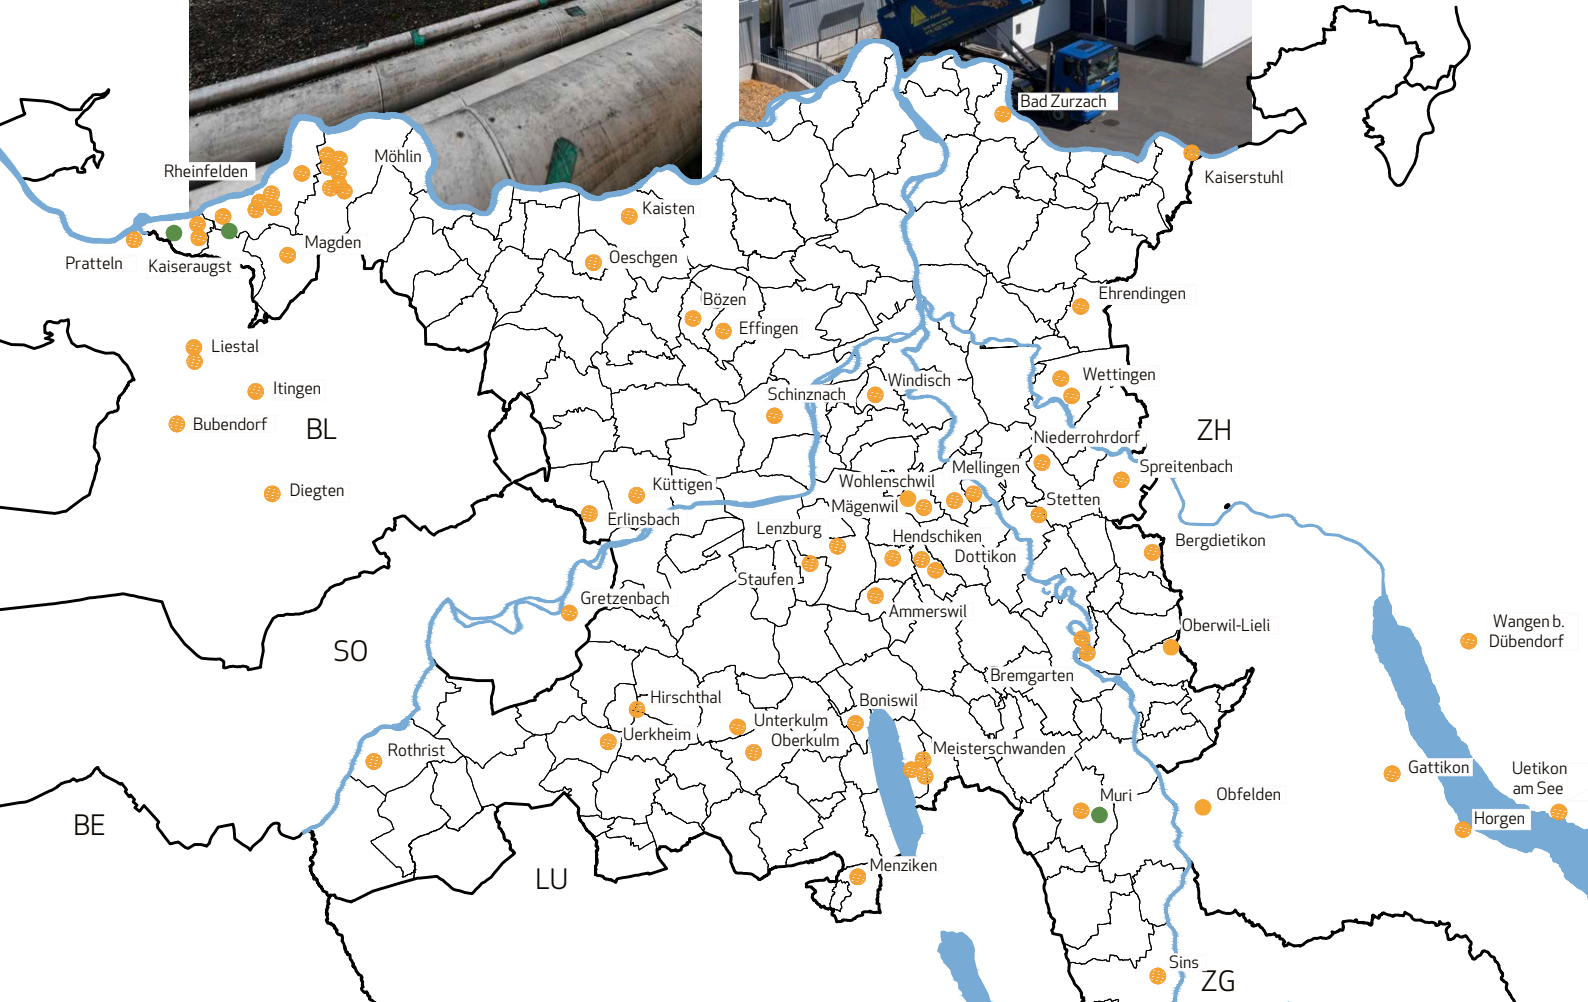 Bad Zurzach
Möhlin
Rheinfelden
Kaiserstuhl
Kaisten
Magden
Oeschgen
Pratteln
Kaiseraugst
Ehrendingen
Bözen
Effingen
Liestal
Wettingen
Windisch
Itingen
Schinznach
Bubendorf
BL
ZH
Niederrohrdorf
Mellingen
Spreitenbach
Wohlenschwil
Küttigen
Diegten
Stetten
Mägenwil
Erlinsbach
Lenzburg
Hendschiken
Bergdietikon
Dottikon
Staufen
Gretzenbach
Ammerswil
Wangen b.
Dübendorf
Oberwil-Lieli
SO
Bremgarten
Hirschthal
Boniswil
Unterkulm
Uerkheim
Oberkulm
Meisterschwanden
Rothrist
Gattikon
Uetikon
am See
Muri
Obfelden
Horgen
BE
Menziken
LU
Sins
ZG